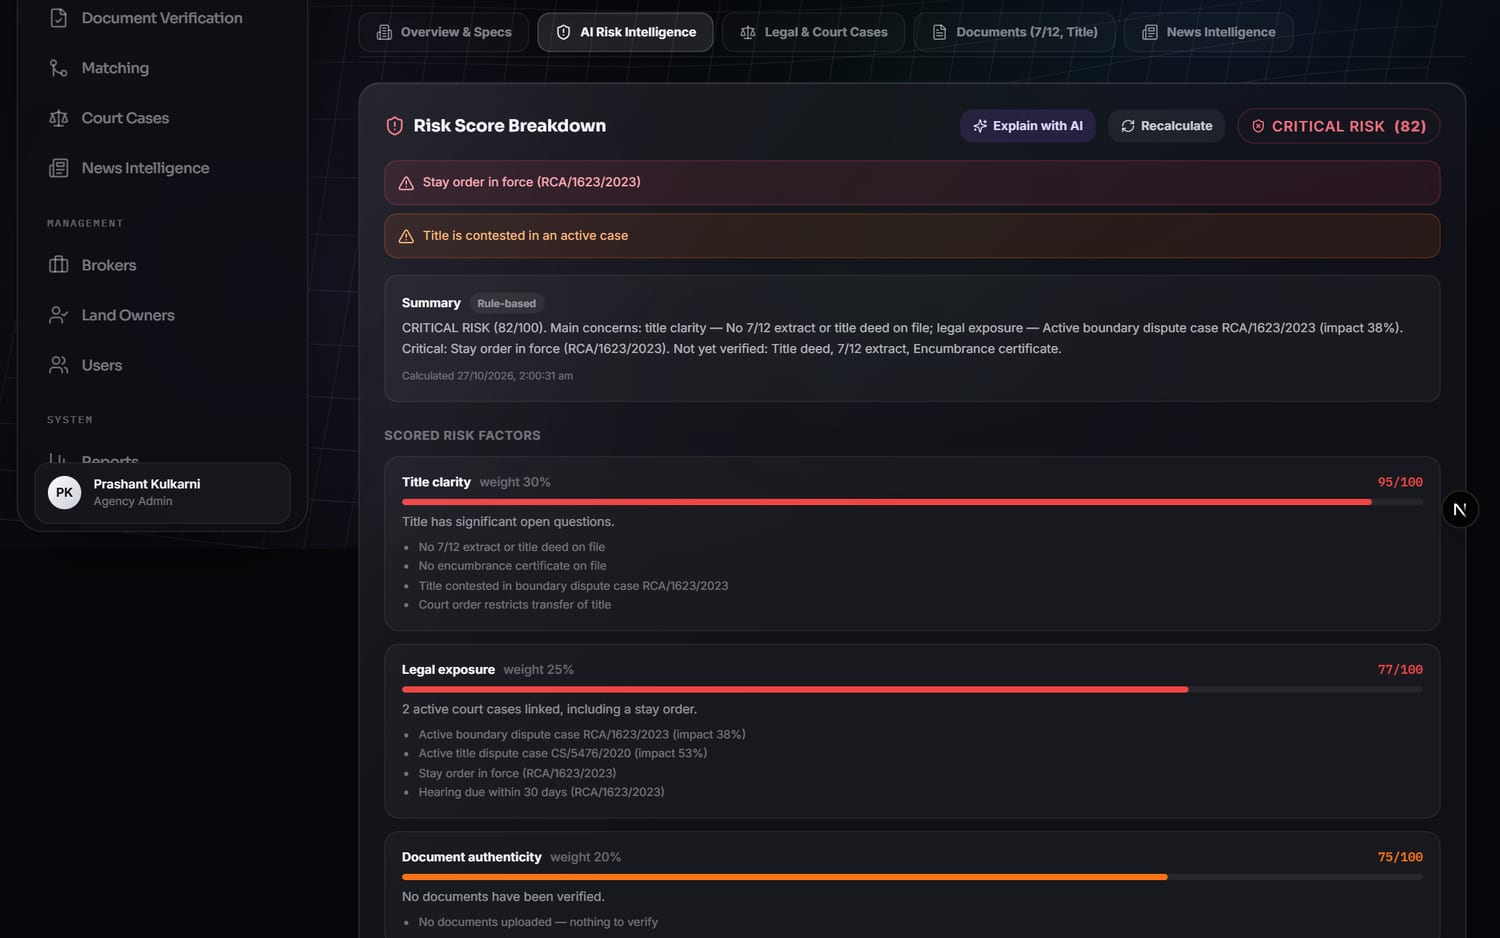 Document Verification
Matching
Court Cases
News Intelligence
MANAGEMENT
Brokers
Land Owners
Users
SYSTEM
Reports
PK
Prashant Kulkarni
Agency Admin
Overview & Specs
AI Risk Intelligence
Legal & Court Cases
Documents (7/12, Title)
News Intelligence
Risk Score Breakdown
Explain with AI
Recalculate
CRITICAL RISK (82)
Stay order in force (RCA/1623/2023)
Title is contested in an active case
Summary Rule-based
CRITICAL RISK (82/100). Main concerns: title clarity — No 7/12 extract or title deed on file; legal exposure — Active boundary dispute case RCA/1623/2023 (impact 38%).
Critical: Stay order in force (RCA/1623/2023). Not yet verified: Title deed, 7/12 extract, Encumbrance certificate.
Calculated 27/10/2026, 2:00:31 am
SCORED RISK FACTORS
Title clarity weight 30% 95/100
Title has significant open questions.
• No 7/12 extract or title deed on file
• No encumbrance certificate on file
• Title contested in boundary dispute case RCA/1623/2023
• Court order restricts transfer of title
Legal exposure weight 25% 77/100
2 active court cases linked, including a stay order.
• Active boundary dispute case RCA/1623/2023 (impact 38%)
• Active title dispute case CS/5476/2020 (impact 53%)
• Stay order in force (RCA/1623/2023)
• Hearing due within 30 days (RCA/1623/2023)
Document authenticity weight 20% 75/100
No documents have been verified.
• No documents uploaded — nothing to verify
N